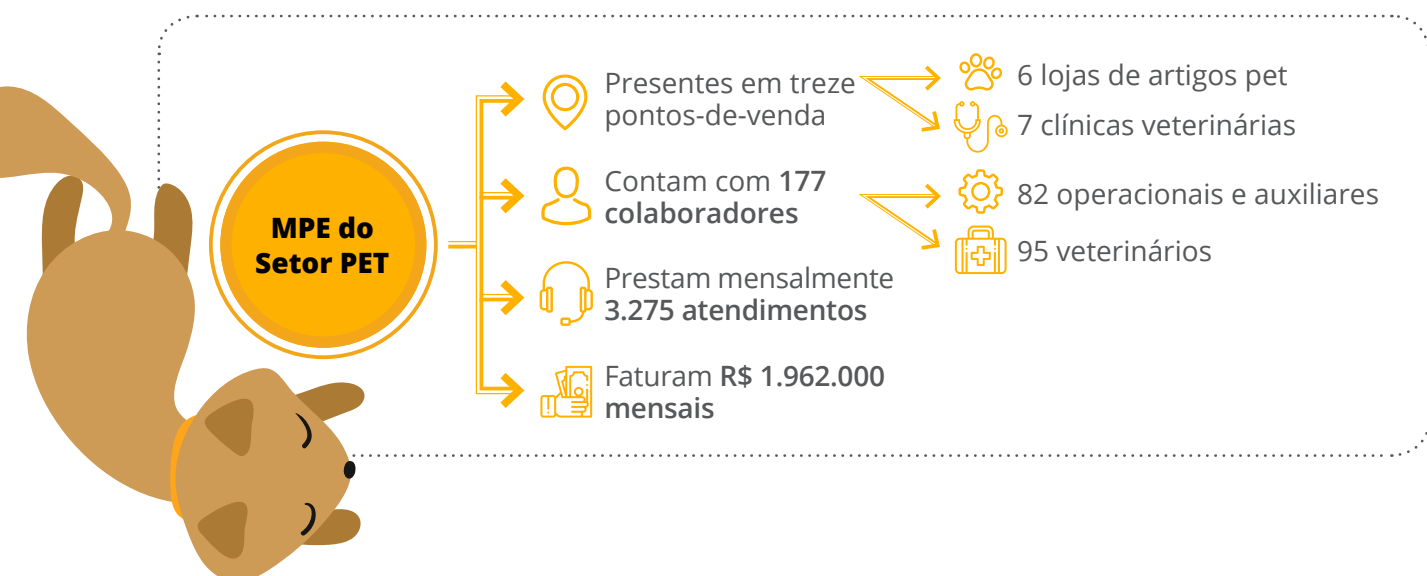 MPE do
Setor PET
Presentes em treze
pontos-de-venda
6 lojas de artigos pet
7 clínicas veterinárias
Contam com 177
colaboradores
82 operacionais e auxiliares
95 veterinários
Prestam mensalmente
3.275 atendimentos
Faturam R$ 1.962.000
mensais